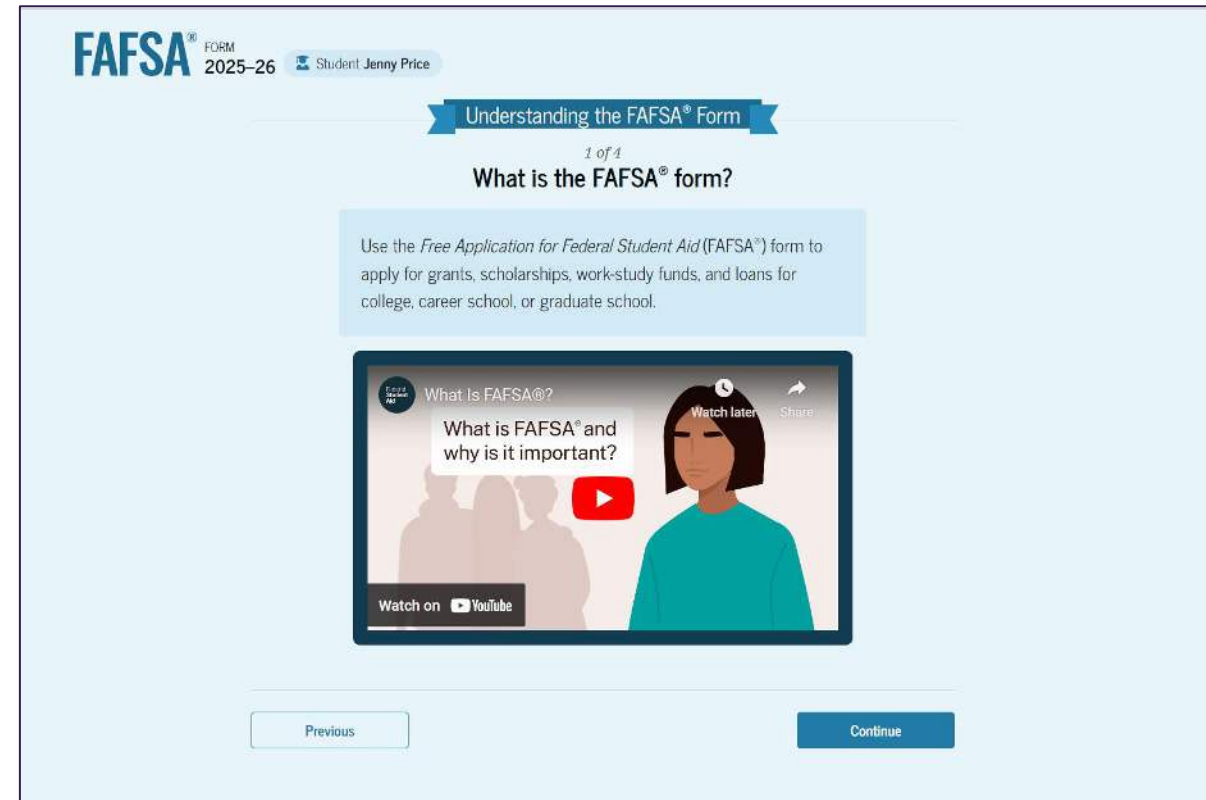 FAFSA® FORM
2025–26
Student Jenny Price
Understanding the FAFSA® Form
1 of 4
What is the FAFSA® form?
Use the Free Application for Federal Student Aid (FAFSA®) form to
apply for grants, scholarships, work-study funds, and loans for
college, career school, or graduate school.
Federal
Student
Aid
What Is FAFSA®?
Watch later
Share
What is FAFSA® and
why is it important?
Watch on YouTube
Previous
Continue